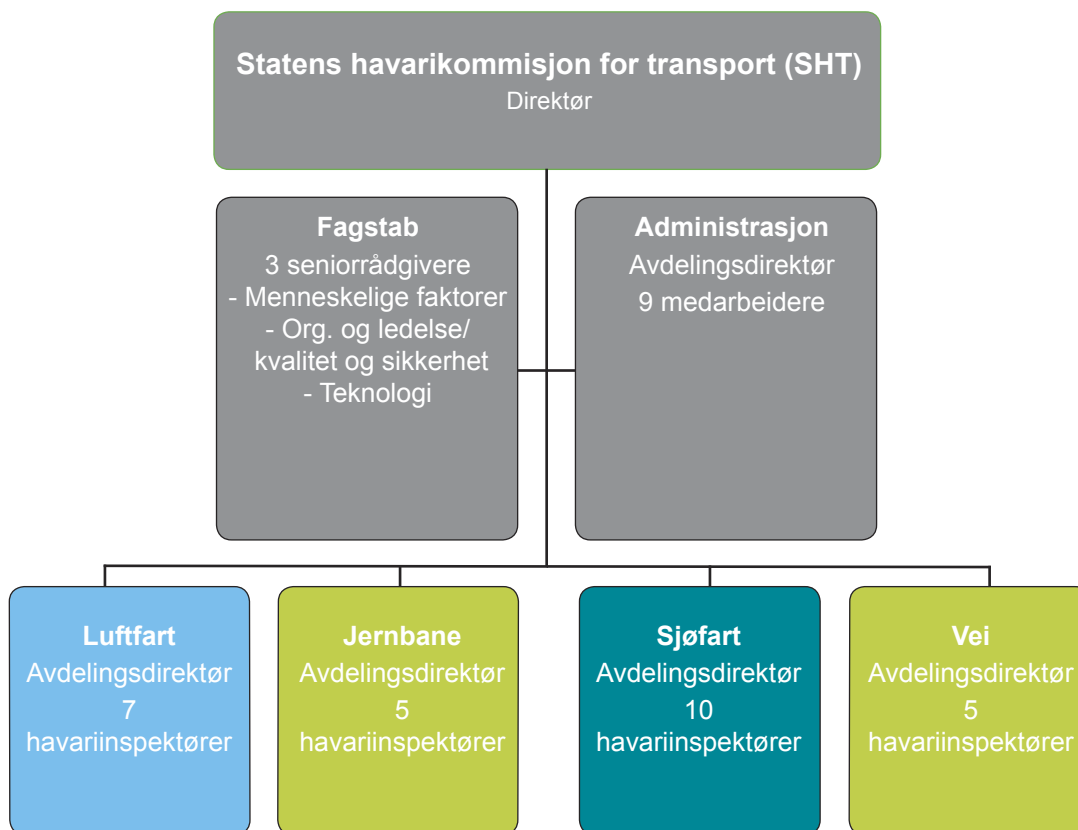 Statens havarikommisjon for transport (SHT)
Direktør
Fagstab
3 seniorrådgivere
- Menneskelige faktorer
- Org. og ledelse/
kvalitet og sikkerhet
- Teknologi
Administrasjon
Avdelingsdirektør
9 medarbeidere
Luftfart
Avdelingsdirektør
7
havariinspektører
Jernbane
Avdelingsdirektør
5
havariinspektører
Sjøfart
Avdelingsdirektør
10
havariinspektører
Vei
Avdelingsdirektør
5
havariinspektører